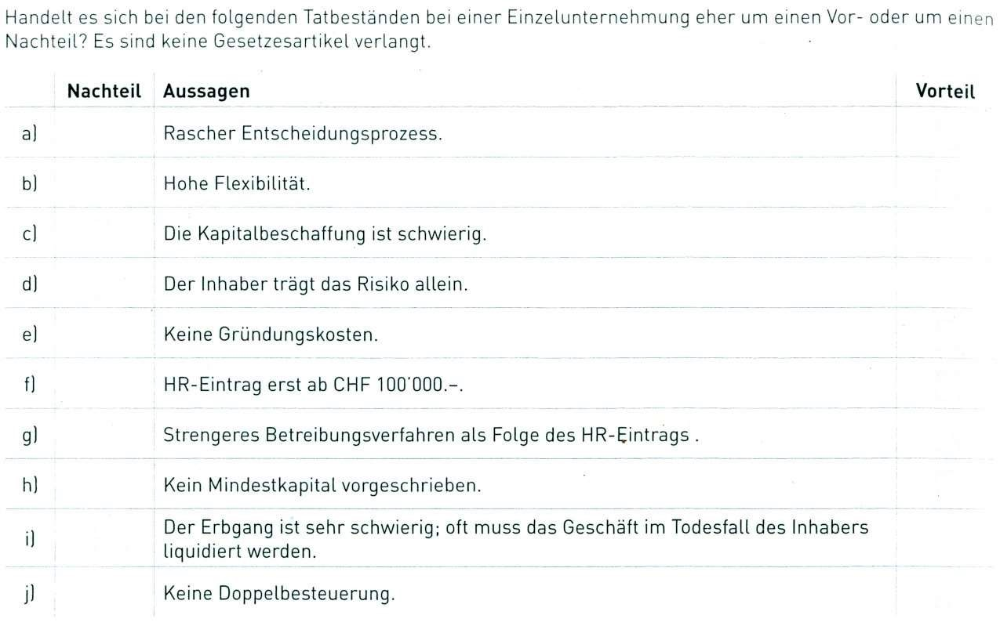 Handelt es sich bei den folgenden Tatbeständen bei einer Einzelunternehmung eher um einen Vor- oder um einen
Nachteil? Es sind keine Gesetzesartikel verlangt.
Nachteil Aussagen Vorteil
a) Rascher Entscheidungsprozess.
b) Hohe Flexibilität.
c) Die Kapitalbeschaffung ist schwierig.
d) Der Inhaber trägt das Risiko allein.
e) Keine Gründungskosten.
f) HR-Eintrag erst ab CHF 100'000.–.
g) Strengeres Betreibungsverfahren als Folge des HR-Eintrags .
h) Kein Mindestkapital vorgeschrieben.
i) Der Erbgang ist sehr schwierig; oft muss das Geschäft im Todesfall des Inhabers
liquidiert werden.
j) Keine Doppelbesteuerung.